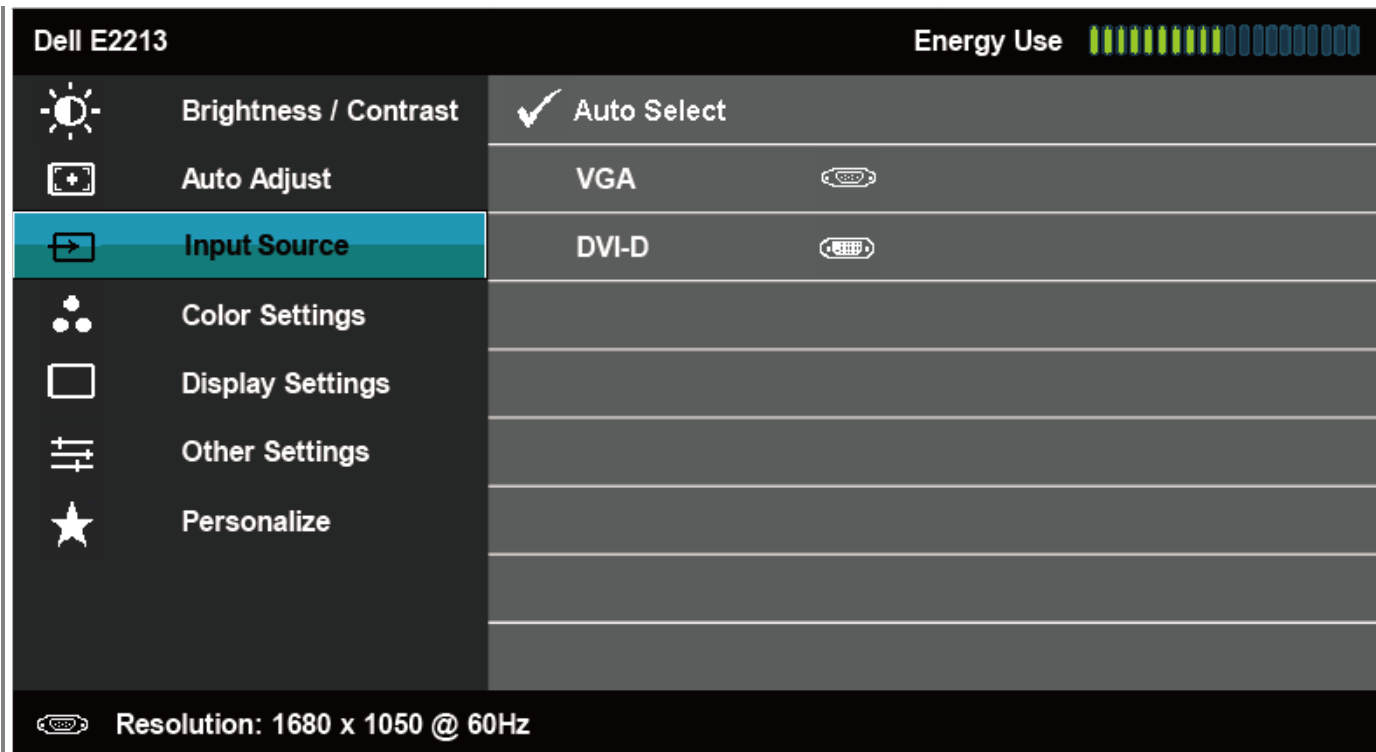 Dell E2213 Energy Use
Brightness / Contrast Auto Select
Auto Adjust VGA
Input Source DVI-D
Color Settings
Display Settings
Other Settings
Personalize
Resolution: 1680 x 1050 @ 60Hz